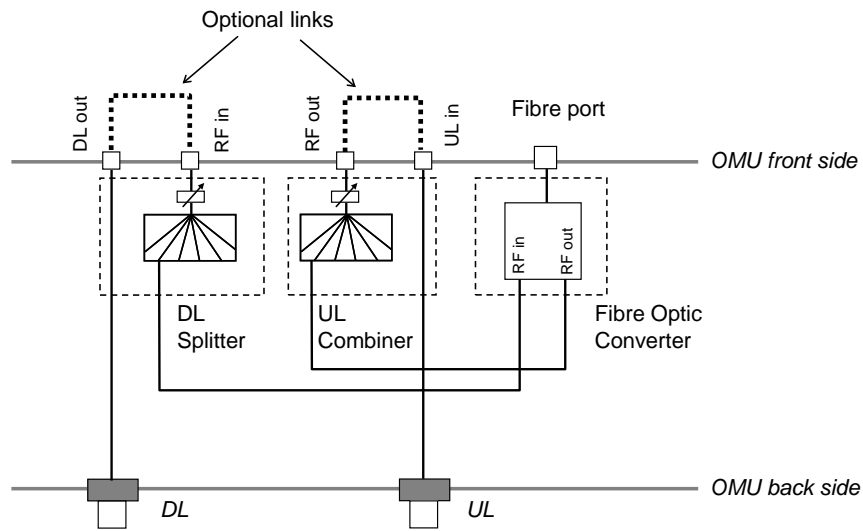 Optional links
DL out
RF in
RF out
UL in
Fibre port
OMU front side
RF in
RF out
DL
Splitter
UL
Combiner
Fibre Optic
Converter
DL
UL
OMU back side